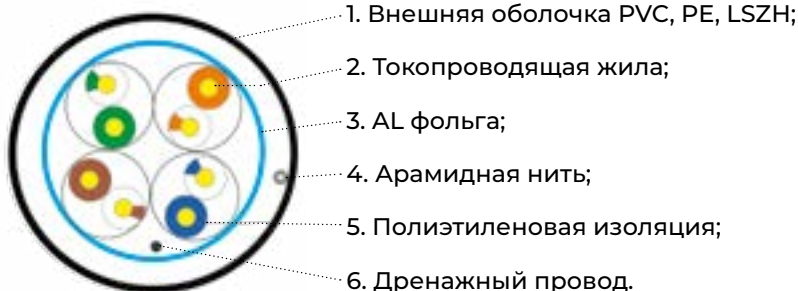 1. Внешняя оболочка PVC, PE, LSZH;
2. Токопроводящая жила;
3. AL фольга;
4. Арамидная нить;
5. Полиэтиленовая изоляция;
6. Дренажный провод.